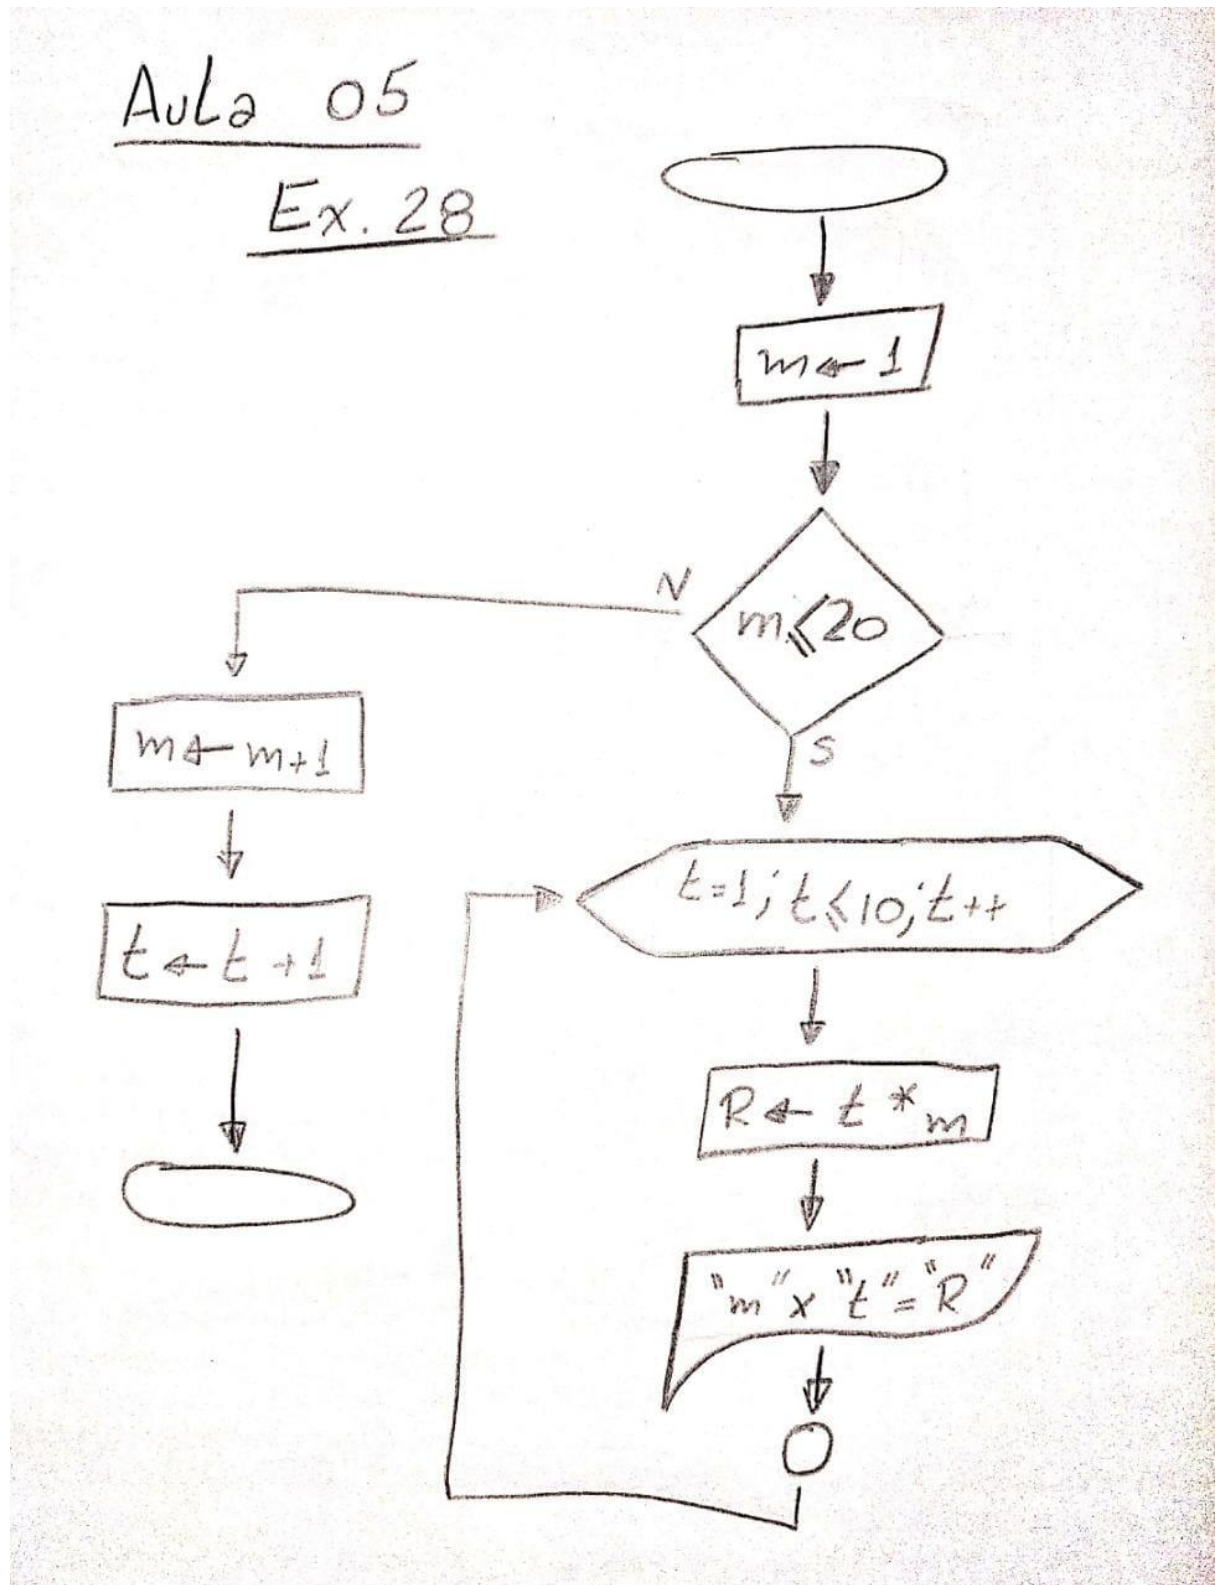 Aula 05
Ex. 28
m ← 1
m ≤ 20
N
S
m ← m+1
t ← t +1
t=1; t ≤ 10; t++
R ← t * m
"m" x "t" = "R"